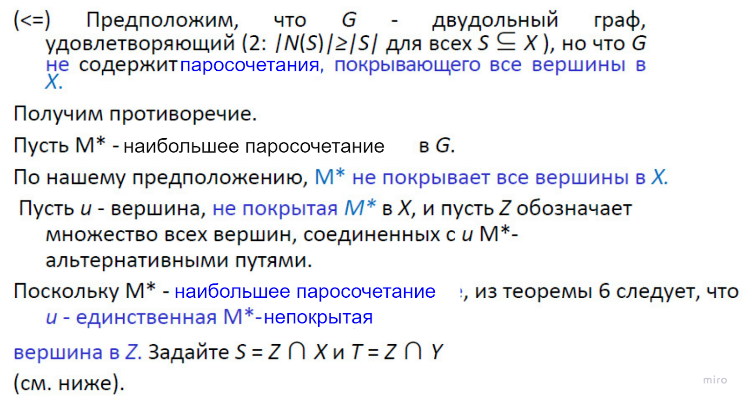 (<=) Предположим, что G - двудольный граф,
удовлетворяющий (2: |N(S)|≥|S| для всех S ⊆ X ), но что G
не содержит паросочетания, покрывающего все вершины в
X.
Получим противоречие.
Пусть M* - наибольшее паросочетание в G.
По нашему предположению, M* не покрывает все вершины в X.
Пусть u - вершина, не покрытая M* в X, и пусть Z обозначает
множество всех вершин, соединенных с u M*-
альтернативными путями.
Поскольку M* - наибольшее паросочетание , из теоремы 6 следует, что
u - единственная M*-непокрытая
вершина в Z. Задайте S = Z ∩ X и T = Z ∩ Y
(см. ниже).
miro